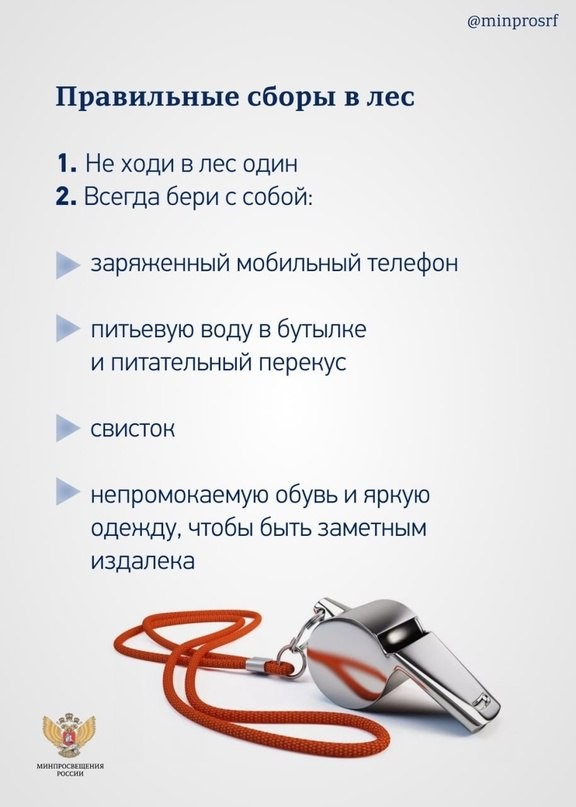 @minprosrf
Правильные сборы в лес
1. Не ходи в лес один
2. Всегда бери с собой:
заряженный мобильный телефон
питьевую воду в бутылке
и питательный перекус
свисток
непромокаемую обувь и яркую
одежду, чтобы быть заметным
издалека
МИНПРОСВЕЩЕНИЯ
РОССИИ